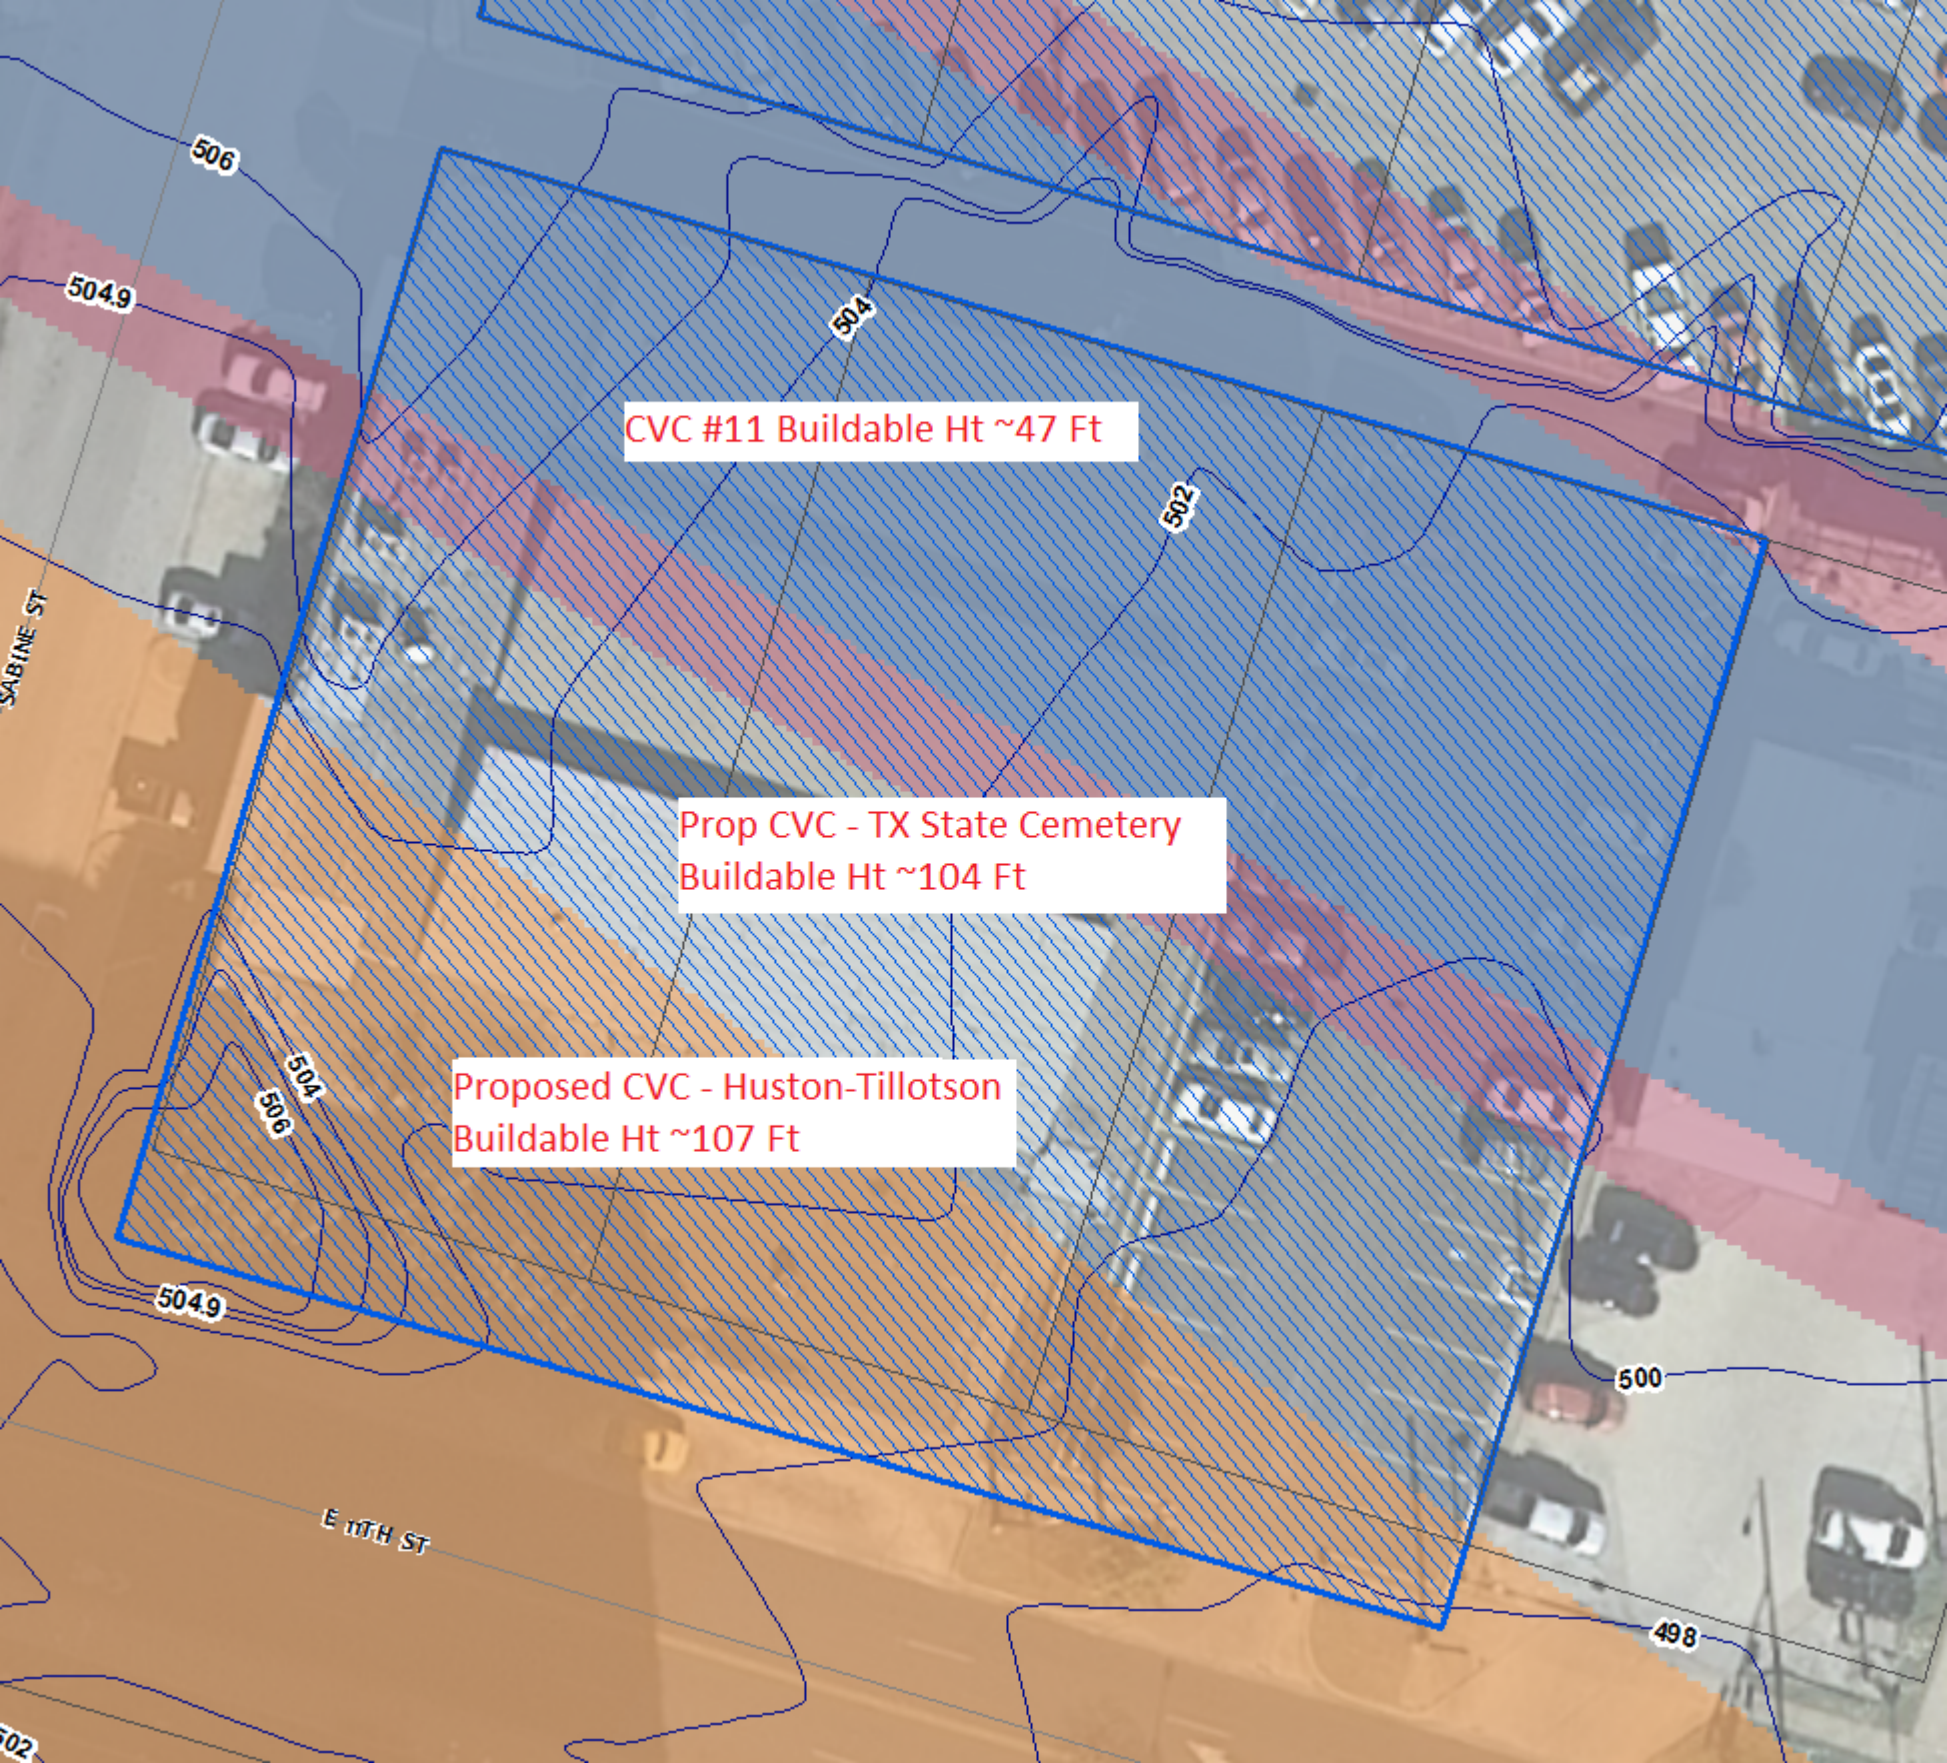 506
504.9
504
CVC #11 Buildable Ht ~47 Ft
502
SABINE ST
Prop CVC - TX State Cemetery
Buildable Ht ~104 Ft
504
506
Proposed CVC - Huston-Tillotson
Buildable Ht ~107 Ft
504.9
500
E 11TH ST
498
502